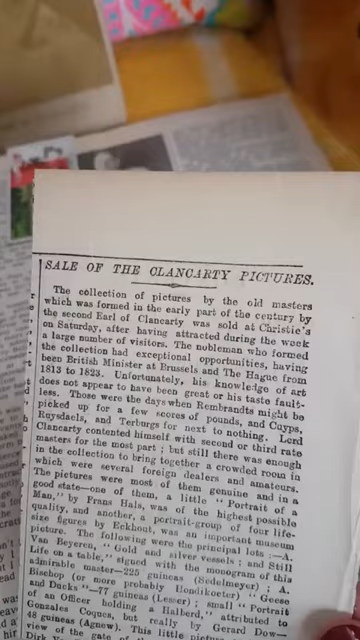 SALE OF THE CLANCARTY PICTURES.
The collection of pictures by the old masters
which was formed in the early part of the century by
the second Earl of Clancarty was sold at Christie's
on Saturday, after having attracted during the week
a large number of visitors. The nobleman who formed
the collection had exceptional opportunities, having
been British Minister at Brussels and The Hague from
1813 to 1823. Unfortunately, his knowledge of art
does not appear to have been great or his taste fault-
less. Those were the days when Rembrandts might be
picked up for a few scores of pounds, and Cuyps,
Ruysdaels, and Terburgs for next to nothing. Lord
Clancarty contented himself with second or third rate
masters for the most part; but still there was enough
in the collection to bring together a crowded room in
which were several foreign dealers and amateurs.
The pictures were most of them genuine and in a
good state—one of them, a little "Portrait of a
Man," by Frans Hals, was of the highest possible
quality, and another, a portrait-group of four life-
size figures by Eckhout, was an important museum
picture. The following were the principal lots:—A.
Van Beyeren, "Gold and silver vessels; and Still
Life on a table," signed with the monogram of this
admirable master—225 guineas (Sedelmeyer); A.
Bischop (or more probably Hondikoeter) "Geese
and Ducks"—77 guineas (Lesser); small "Portrait
of an Officer holding a Halberd," attributed to
Gonzales Coques, but really by Gerard Dow—
48 guineas (Agnew). This little
view of the gate of